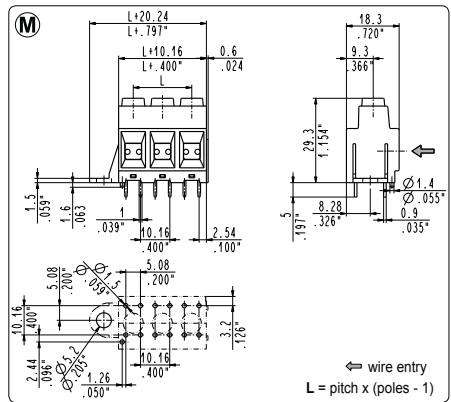 M
L+20.24
L+.797"
L+10.16
L+.400"
0.6
.024
L
18.3
.720"
9.3
.366"
29.3
1.154"
1.5
.059"
1.6
.063
1
.039"
10.16
.400"
2.54
.100"
5
.197"
8.28
.326"
Ø1.4
Ø.055"
0.9
.035"
5.08
.200"
Ø1.5
Ø.059"
5.08
.200"
10.16
.400"
2.44
.096"
Ø5.2
Ø.205"
1.26
.050"
10.16
.400"
3.2
.126"
⇐ wire entry
L = pitch x (poles - 1)